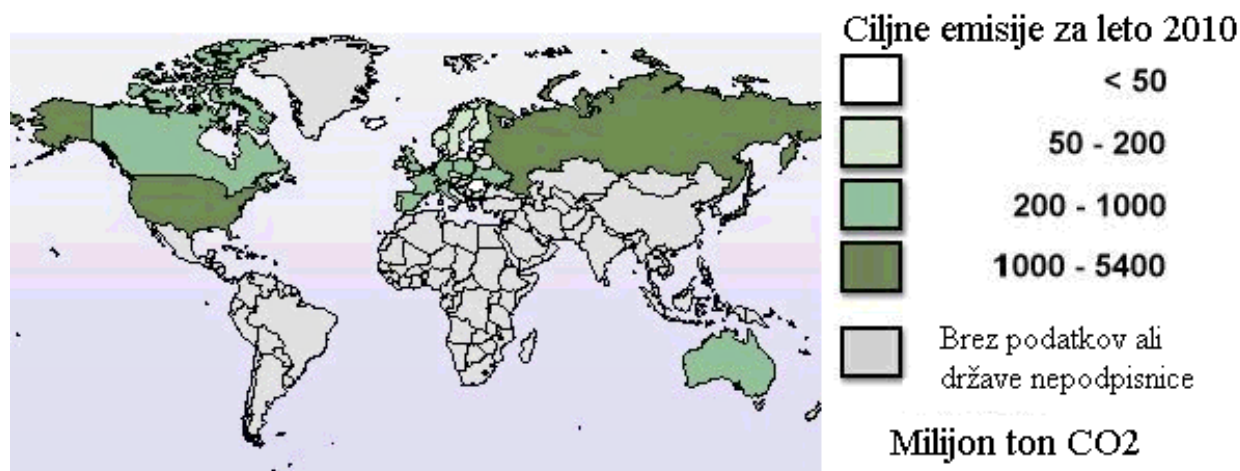 Ciljne emisije za leto 2010
< 50
50 - 200
200 - 1000
1000 - 5400
Brez podatkov ali
države nepodpisnice
Milijon ton CO2